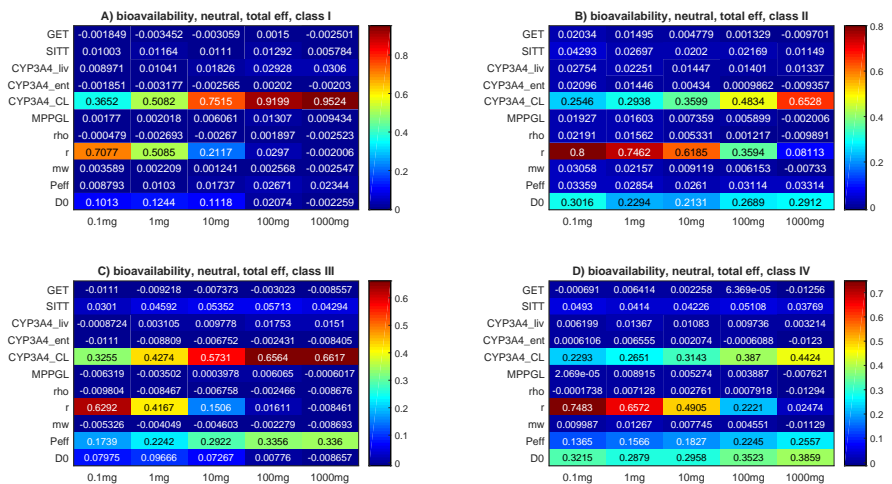 A) bioavailability, neutral, total eff, class I
GET -0.001849 -0.003452 -0.003059 0.0015 -0.002501
SITT 0.01003 0.01164 0.0111 0.01292 0.005784
CYP3A4_liv 0.008971 0.01041 0.01826 0.02928 0.0306
CYP3A4_ent -0.001851 -0.003177 -0.002565 0.00202 -0.00203
CYP3A4_CL 0.3652 0.5082 0.7515 0.9199 0.9524
MPPGL 0.00177 0.002018 0.006061 0.01307 0.009434
rho -0.000479 -0.002693 -0.00267 0.001897 -0.002523
r 0.7077 0.5085 0.2117 0.0297 -0.002006
mw 0.003589 0.002209 0.001241 0.002568 -0.002547
Peff 0.008793 0.0103 0.01737 0.02671 0.02344
D0 0.1013 0.1244 0.1118 0.02074 -0.002259
0.1mg 1mg 10mg 100mg 1000mg
0.8
0.6
0.4
0.2
0
B) bioavailability, neutral, total eff, class II
GET 0.02034 0.01495 0.004779 0.001329 -0.009701
SITT 0.04293 0.02697 0.0202 0.02169 0.01149
CYP3A4_liv 0.02754 0.02251 0.01447 0.01401 0.01337
CYP3A4_ent 0.02096 0.01446 0.00434 0.0009862 -0.009357
CYP3A4_CL 0.2546 0.2938 0.3599 0.4834 0.6528
MPPGL 0.01927 0.01603 0.007359 0.005899 -0.002006
rho 0.02191 0.01562 0.005331 0.001217 -0.009891
r 0.8 0.7462 0.6185 0.3594 0.08113
mw 0.03058 0.02157 0.009119 0.006153 -0.00733
Peff 0.03359 0.02854 0.0261 0.03114 0.03314
D0 0.3016 0.2294 0.2131 0.2689 0.2912
0.1mg 1mg 10mg 100mg 1000mg
0.8
0.6
0.4
0.2
0
C) bioavailability, neutral, total eff, class III
GET -0.0111 -0.009218 -0.007373 -0.003023 -0.008557
SITT 0.0301 0.04592 0.05352 0.05713 0.04294
CYP3A4_liv -0.0008724 0.003105 0.009778 0.01753 0.0151
CYP3A4_ent -0.0111 -0.008809 -0.006752 -0.002431 -0.008405
CYP3A4_CL 0.3255 0.4274 0.5731 0.6564 0.6617
MPPGL -0.006319 -0.003502 0.0003978 0.006065 -0.0006017
rho -0.009804 -0.008467 -0.006758 -0.002466 -0.008676
r 0.6292 0.4167 0.1506 0.01611 -0.008461
mw -0.005326 -0.004049 -0.004603 -0.002279 -0.008693
Peff 0.1739 0.2242 0.2922 0.3356 0.336
D0 0.07975 0.09666 0.07267 0.00776 -0.008657
0.1mg 1mg 10mg 100mg 1000mg
0.6
0.5
0.4
0.3
0.2
0.1
0
D) bioavailability, neutral, total eff, class IV
GET -0.000691 0.006414 0.002258 6.369e-05 -0.01256
SITT 0.0493 0.0414 0.04226 0.05108 0.03769
CYP3A4_liv 0.006199 0.01367 0.01083 0.009736 0.003214
CYP3A4_ent 0.0006106 0.006555 0.002074 -0.0006088 -0.0123
CYP3A4_CL 0.2293 0.2651 0.3143 0.387 0.4424
MPPGL 2.069e-05 0.008915 0.005274 0.003887 -0.007621
rho -0.0001738 0.007128 0.002761 0.0007918 -0.01294
r 0.7483 0.6572 0.4905 0.2221 0.02474
mw 0.009987 0.01267 0.007745 0.004551 -0.01129
Peff 0.1365 0.1566 0.1827 0.2245 0.2557
D0 0.3215 0.2879 0.2958 0.3523 0.3859
0.1mg 1mg 10mg 100mg 1000mg
0.7
0.6
0.5
0.4
0.3
0.2
0.1
0